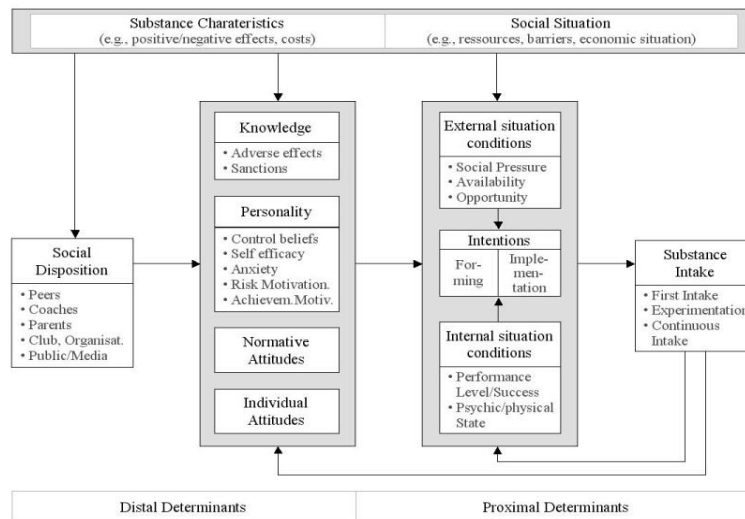 Substance Charateristics
(e.g., positive/negative effects, costs)
Social Situation
(e.g., ressources, barriers, economic situation)
Social
Disposition
• Peers
• Coaches
• Parents
• Club, Organisat.
• Public/Media
Knowledge
• Adverse effects
• Sanctions
Personality
• Control beliefs
• Self efficacy
• Anxiety
• Risk Motivation.
• Achievem.Motiv.
Normative
Attitudes
Individual
Attitudes
External situation
conditions
• Social Pressure
• Availability
• Opportunity
Intentions
For-
ming
Imple-
men-
tation
Internal situation
conditions
• Performance
Level/Success
• Psychic/physical
State
Substance
Intake
• First Intake
• Experimentation
• Continuous
Intake
Distal Determinants
Proximal Determinants